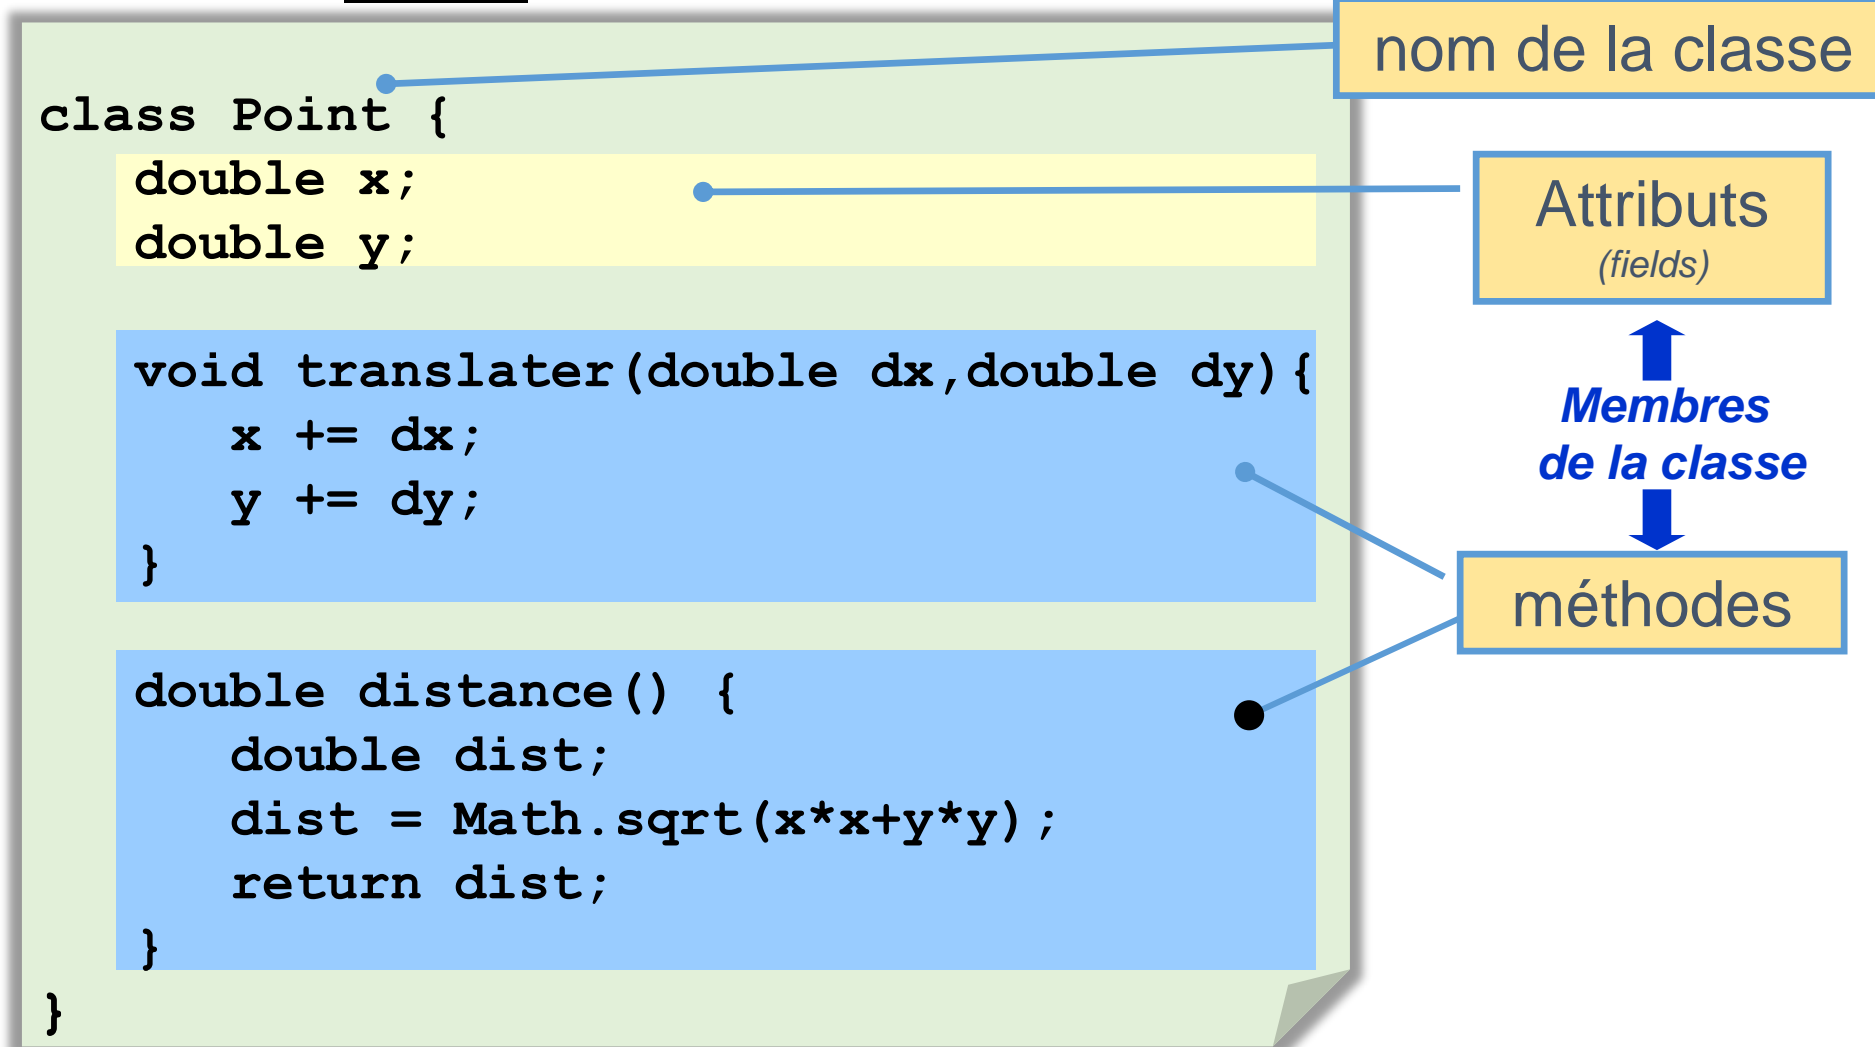 nom de la classe
class Point {
double x;
double y;
Attributs
(fields)
void translater(double dx,double dy){
x += dx;
y += dy;
}
Membres
de la classe
méthodes
double distance() {
double dist;
dist = Math.sqrt(x*x+y*y);
return dist;
}
}